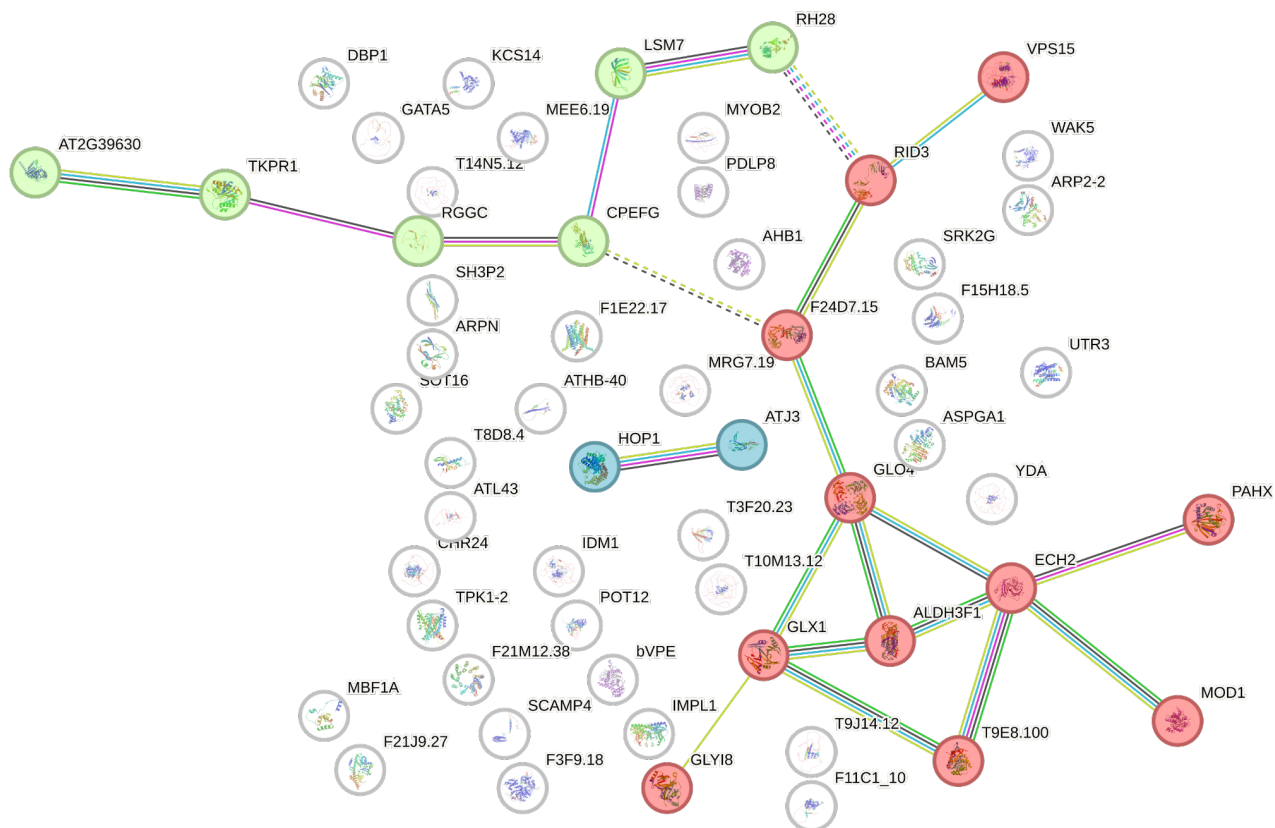 RH28
LSM7
VPS15
DBP1
KCS14
GATA5
MEE6.19
MYOB2
WAK5
AT2G39630
TKPR1
T14N5.12
PDLP8
RID3
ARP2-2
RGGC
CPEFG
AHB1
SRK2G
SH3P2
F15H18.5
F1E22.17
F24D7.15
ARPN
UTR3
MRG7.19
BAM5
SOT16
ATHB-40
ATJ3
ASPGA1
T8D8.4
HOP1
GLO4
YDA
ATL43
PAHX
T3F20.23
CHR24
IDM1
T10M13.12
ECH2
TPK1-2
POT12
GLX1
ALDH3F1
F21M12.38
bVPE
MBF1A
SCAMP4
IMPL1
MOD1
T9J14.12
T9E8.100
F21J9.27
F3F9.18
GLYI8
F11C1_10